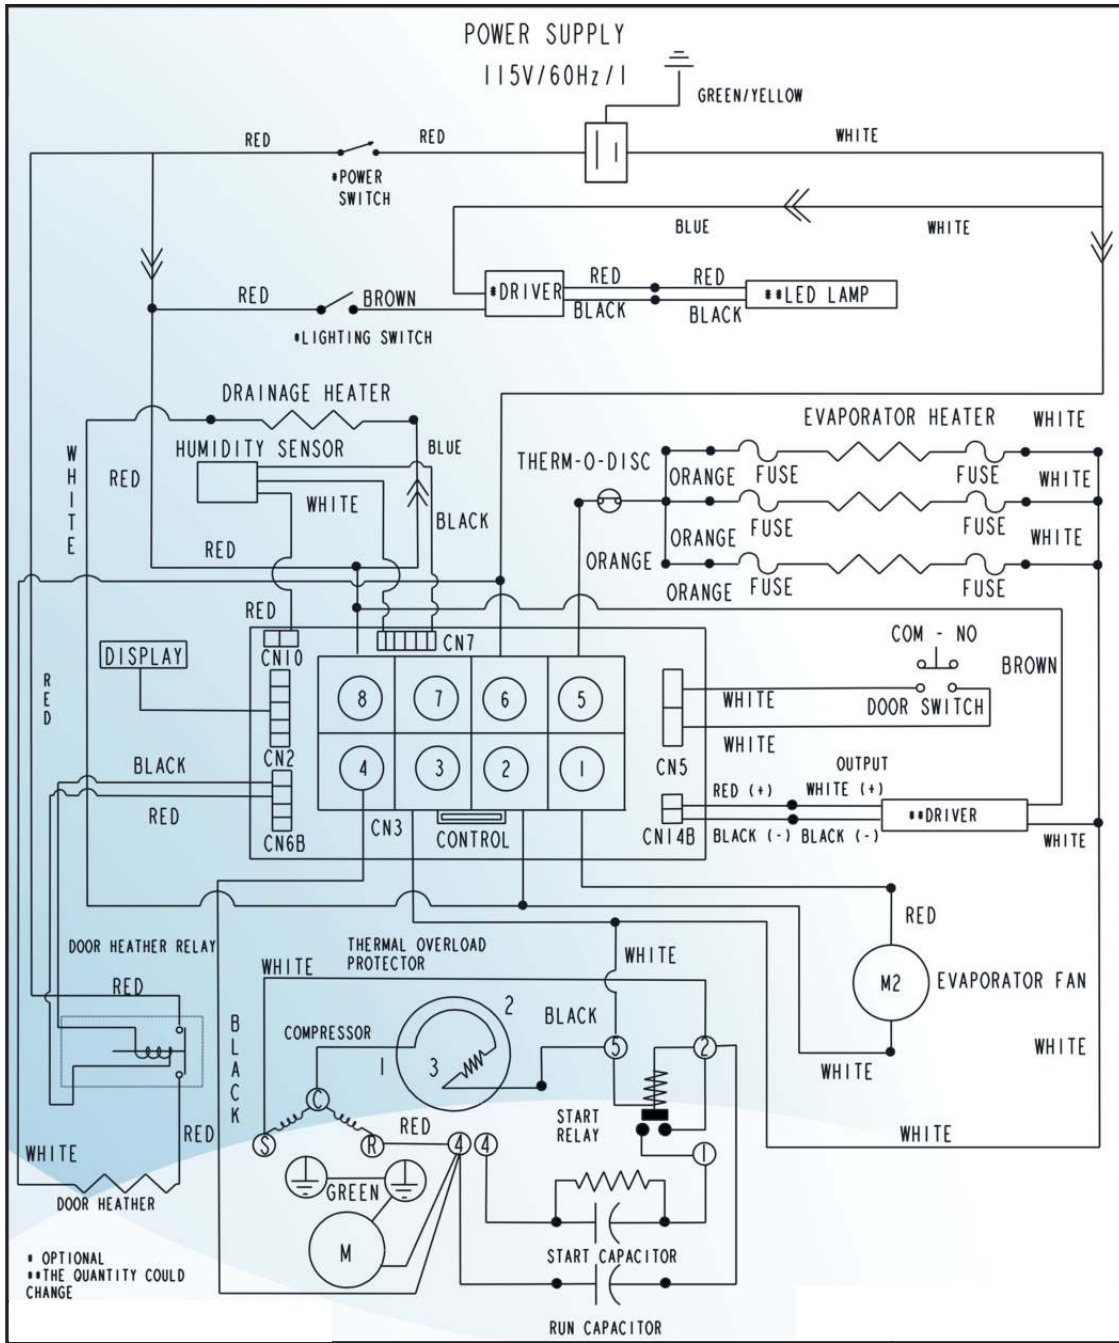 POWER SUPPLY
115V/60Hz/1
GREEN/YELLOW
RED
RED
WHITE
*POWER
SWITCH
BLUE
WHITE
RED
BROWN
*DRIVER
RED
RED
BLACK
BLACK
**LED LAMP
*LIGHTING SWITCH
DRAINAGE HEATER
EVAPORATOR HEATER
WHITE
HUMIDITY SENSOR
BLUE
THERM-O-DISC
WHITE
RED
WHITE
BLACK
ORANGE
FUSE
FUSE
WHITE
RED
ORANGE
FUSE
FUSE
WHITE
ORANGE
ORANGE
FUSE
FUSE
RED
CN10
CN7
COM - NO
DISPLAY
BROWN
RED
8
7
6
5
WHITE
DOOR SWITCH
WHITE
CN2
BLACK
4
3
2
1
CN5
OUTPUT
RED (+)
WHITE (+)
RED
CN6B
CN3
CONTROL
CN14B
BLACK (-)
BLACK (-)
**DRIVER
WHITE
RED
DOOR HEATHER RELAY
THERMAL OVERLOAD
PROTECTOR
WHITE
WHITE
RED
M2
EVAPORATOR FAN
BLACK
COMPRESSOR
1
2
3
BLACK
5
2
WHITE
WHITE
C
S
R
RED
4
4
START
RELAY
1
WHITE
RED
WHITE
DOOR HEATHER
GREEN
M
START CAPACITOR
RUN CAPACITOR
* OPTIONAL
**THE QUANTITY COULD
CHANGE